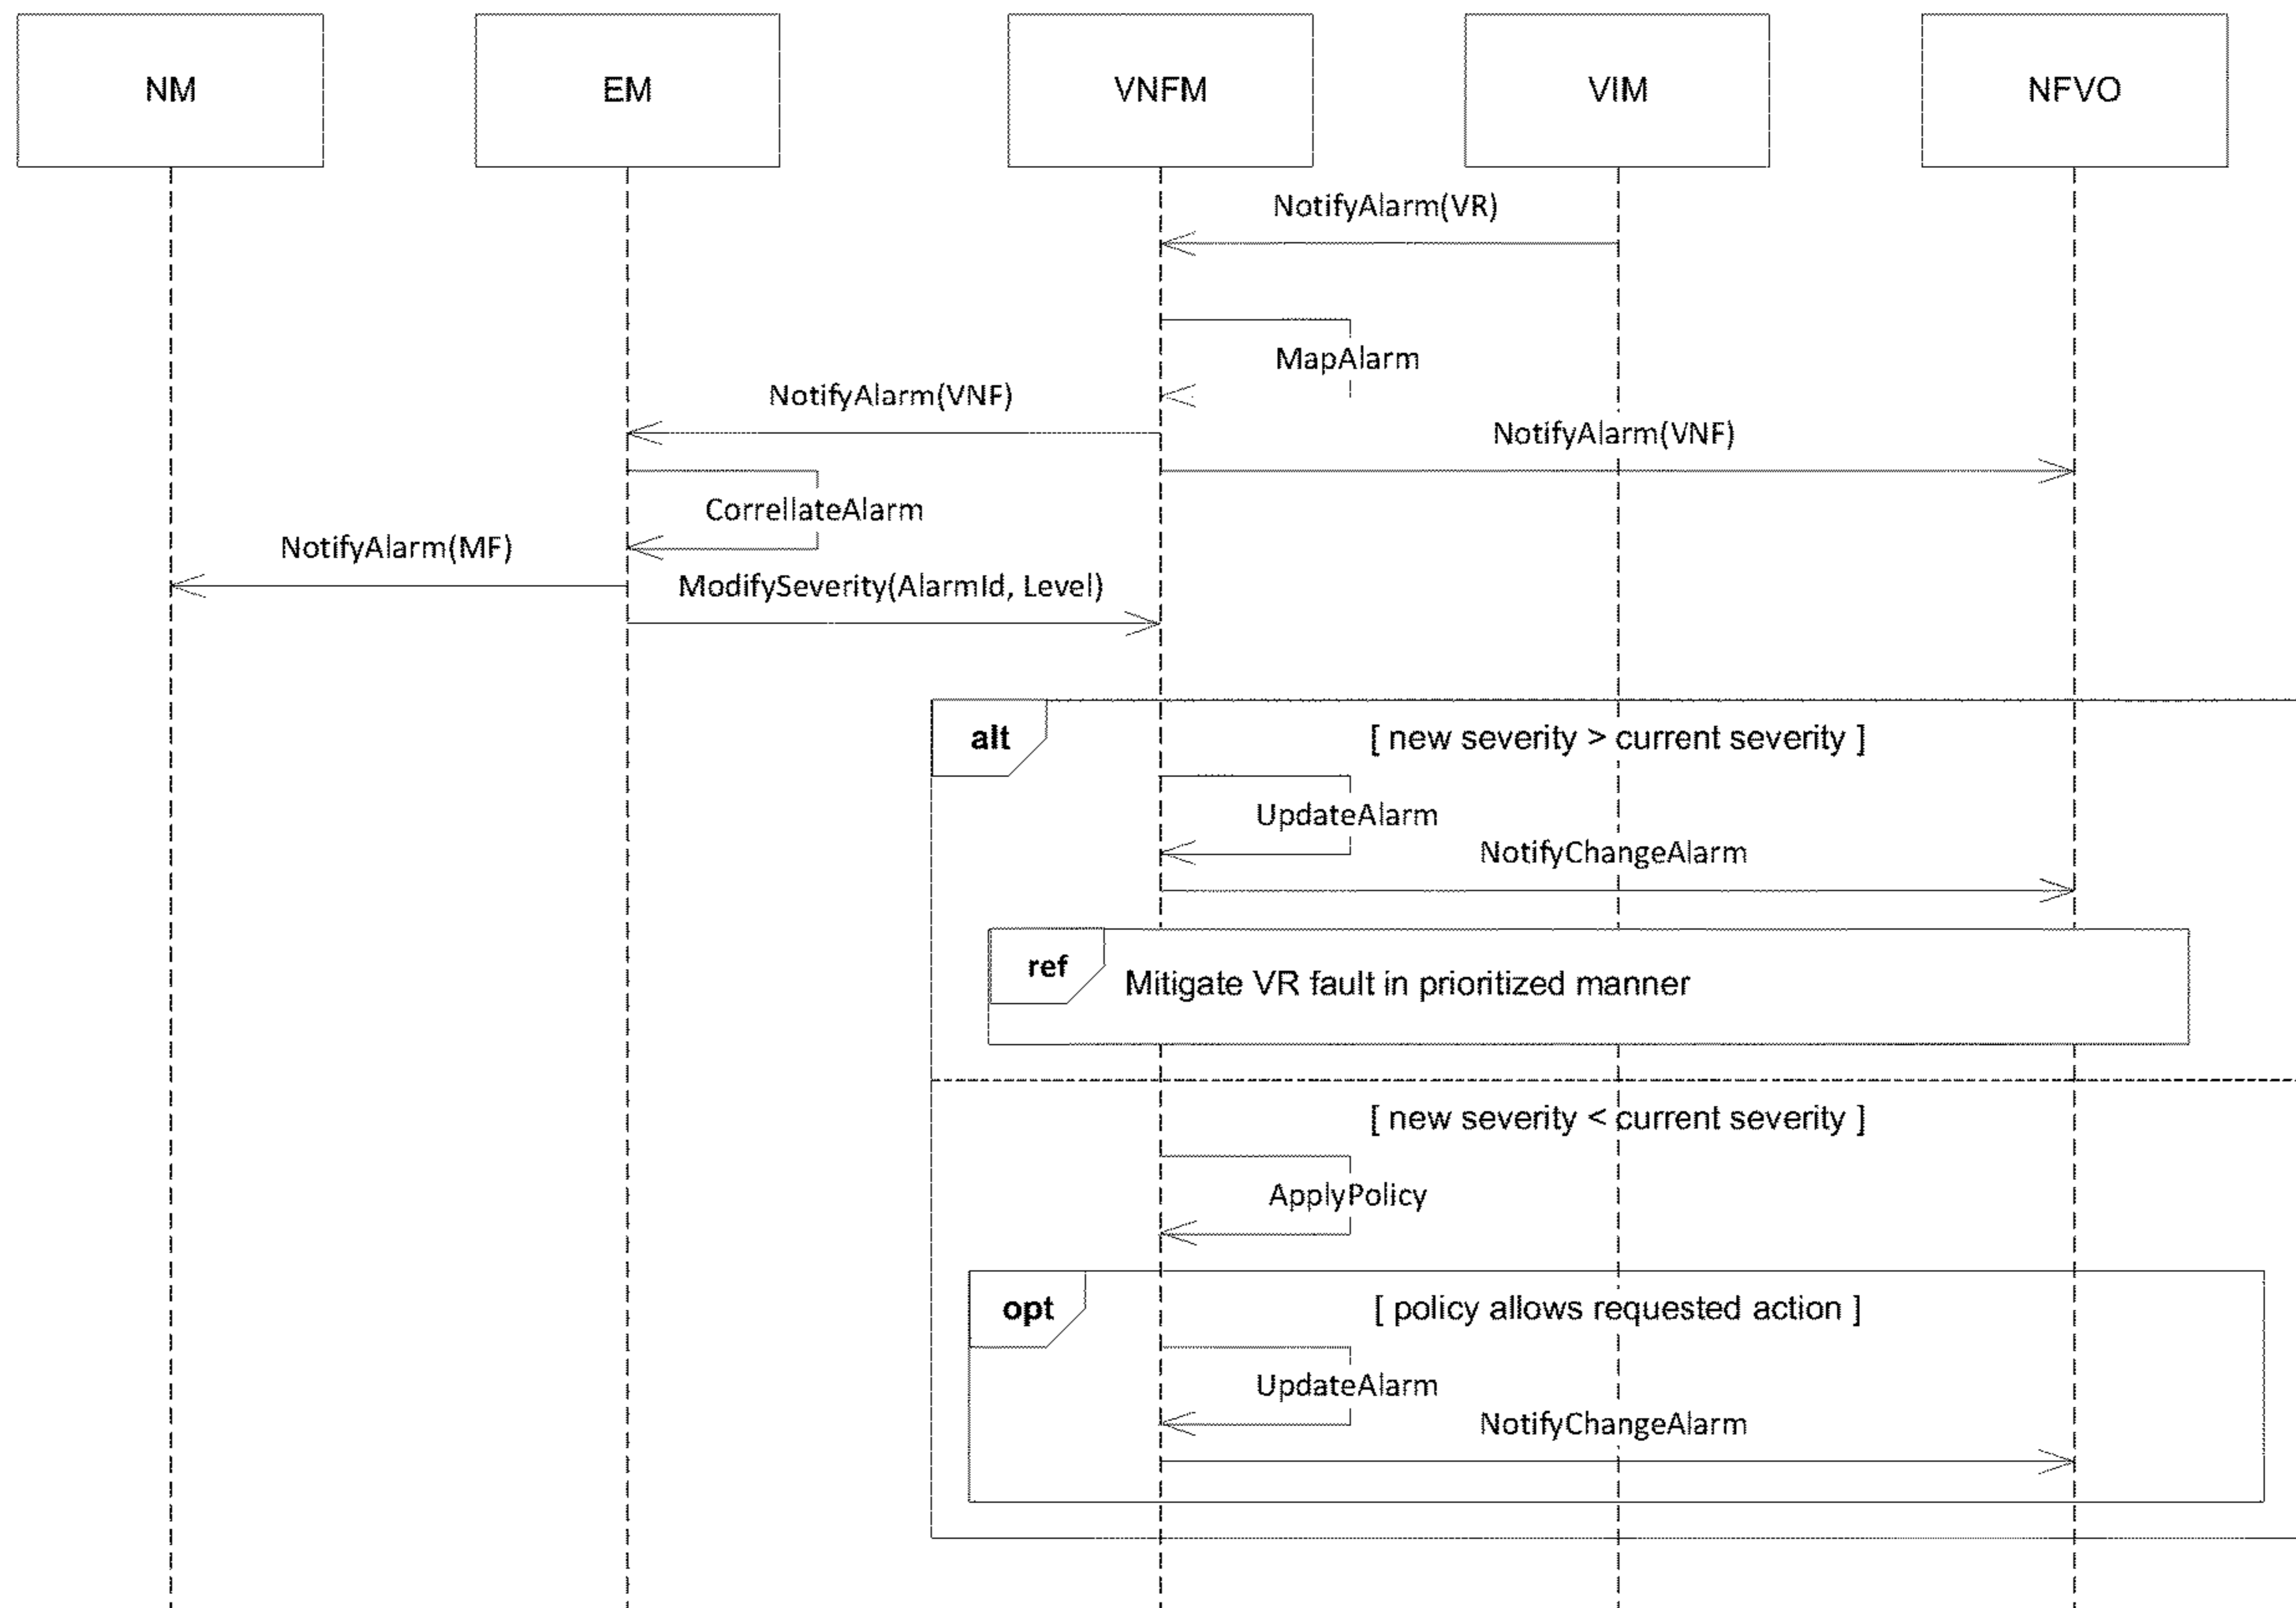 NM
EM
VNFM
VIM
NFVO
NotifyAlarm(VR)
MapAlarm
NotifyAlarm(VNF)
NotifyAlarm(VNF)
CorrellateAlarm
NotifyAlarm(MF)
ModifySeverity(AlarmId, Level)
alt
[ new severity > current severity ]
UpdateAlarm
NotifyChangeAlarm
ref
Mitigate VR fault in prioritized manner
[ new severity < current severity ]
ApplyPolicy
opt
[ policy allows requested action ]
UpdateAlarm
NotifyChangeAlarm